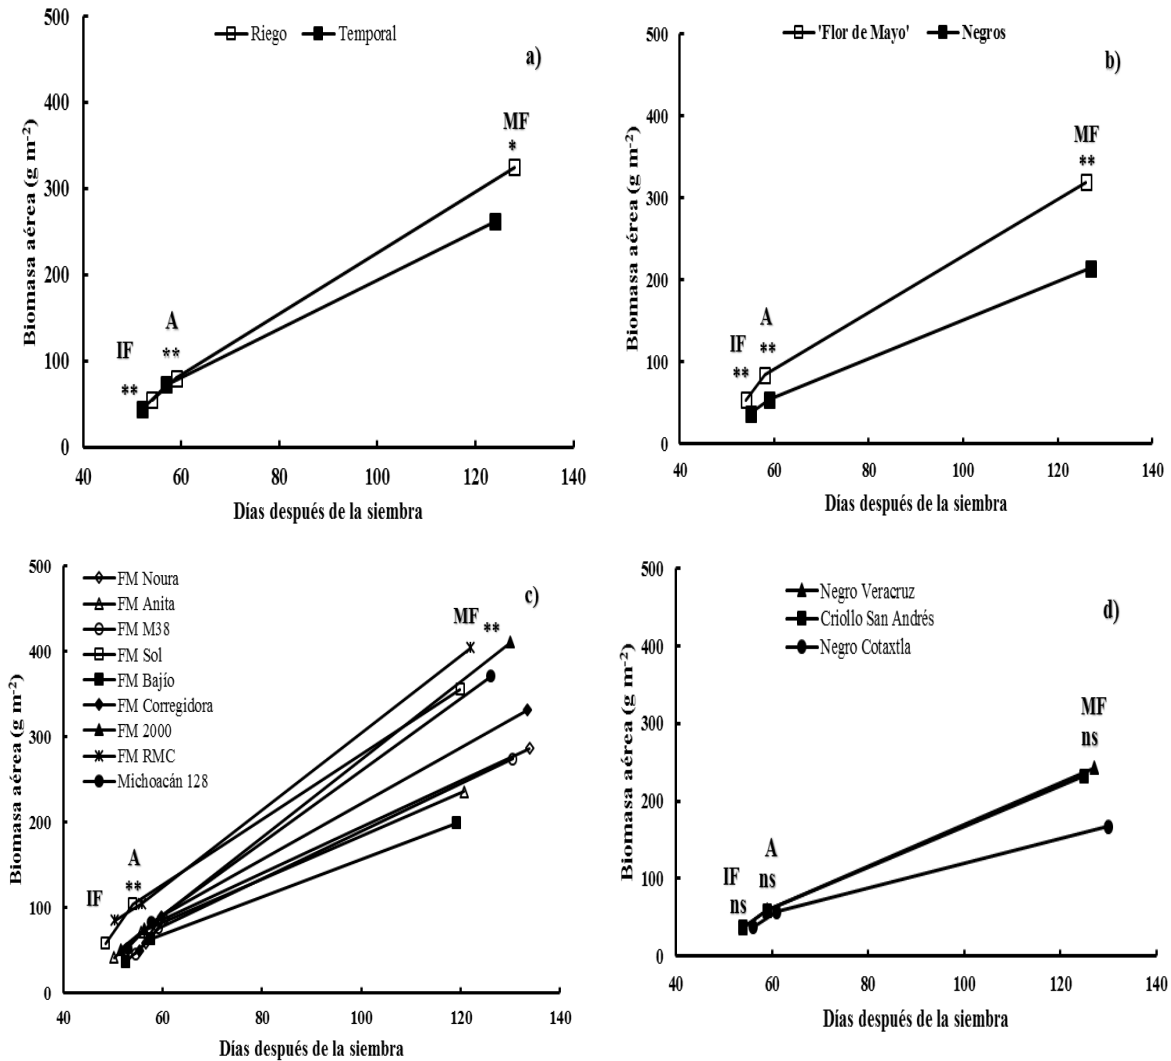 500
400
300
200
100
0
Biomasa aérea (g m-2)
Riego
Temporal
a)
MF
*
A
**
IF
**
40 60 80 100 120 140
Días después de la siembra
500
400
300
200
100
0
Biomasa aérea (g m-2)
'Flor de Mayo'
Negros
b)
MF
**
A
**
IF
**
40 60 80 100 120 140
Días después de la siembra
500
400
300
200
100
0
Biomasa aérea (g m-2)
FM Noura
FM Anita
FM M38
FM Sol
FM Bajío
FM Corregidora
FM 2000
FM RMC
Michoacán 128
c)
MF
**
A
**
IF
40 60 80 100 120 140
Días después de la siembra
500
400
300
200
100
0
Biomasa aérea (g m-2)
Negro Veracruz
Criollo San Andrés
Negro Cotaxtla
d)
MF
ns
A
ns
IF
ns
40 60 80 100 120 140
Días después de la siembra